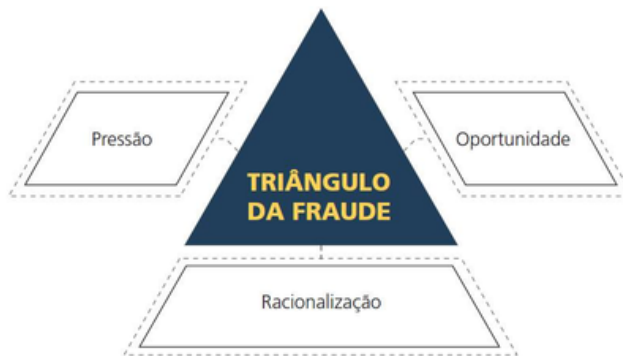 Pressão
Oportunidade
TRIÂNGULO
DA FRAUDE
Racionalização